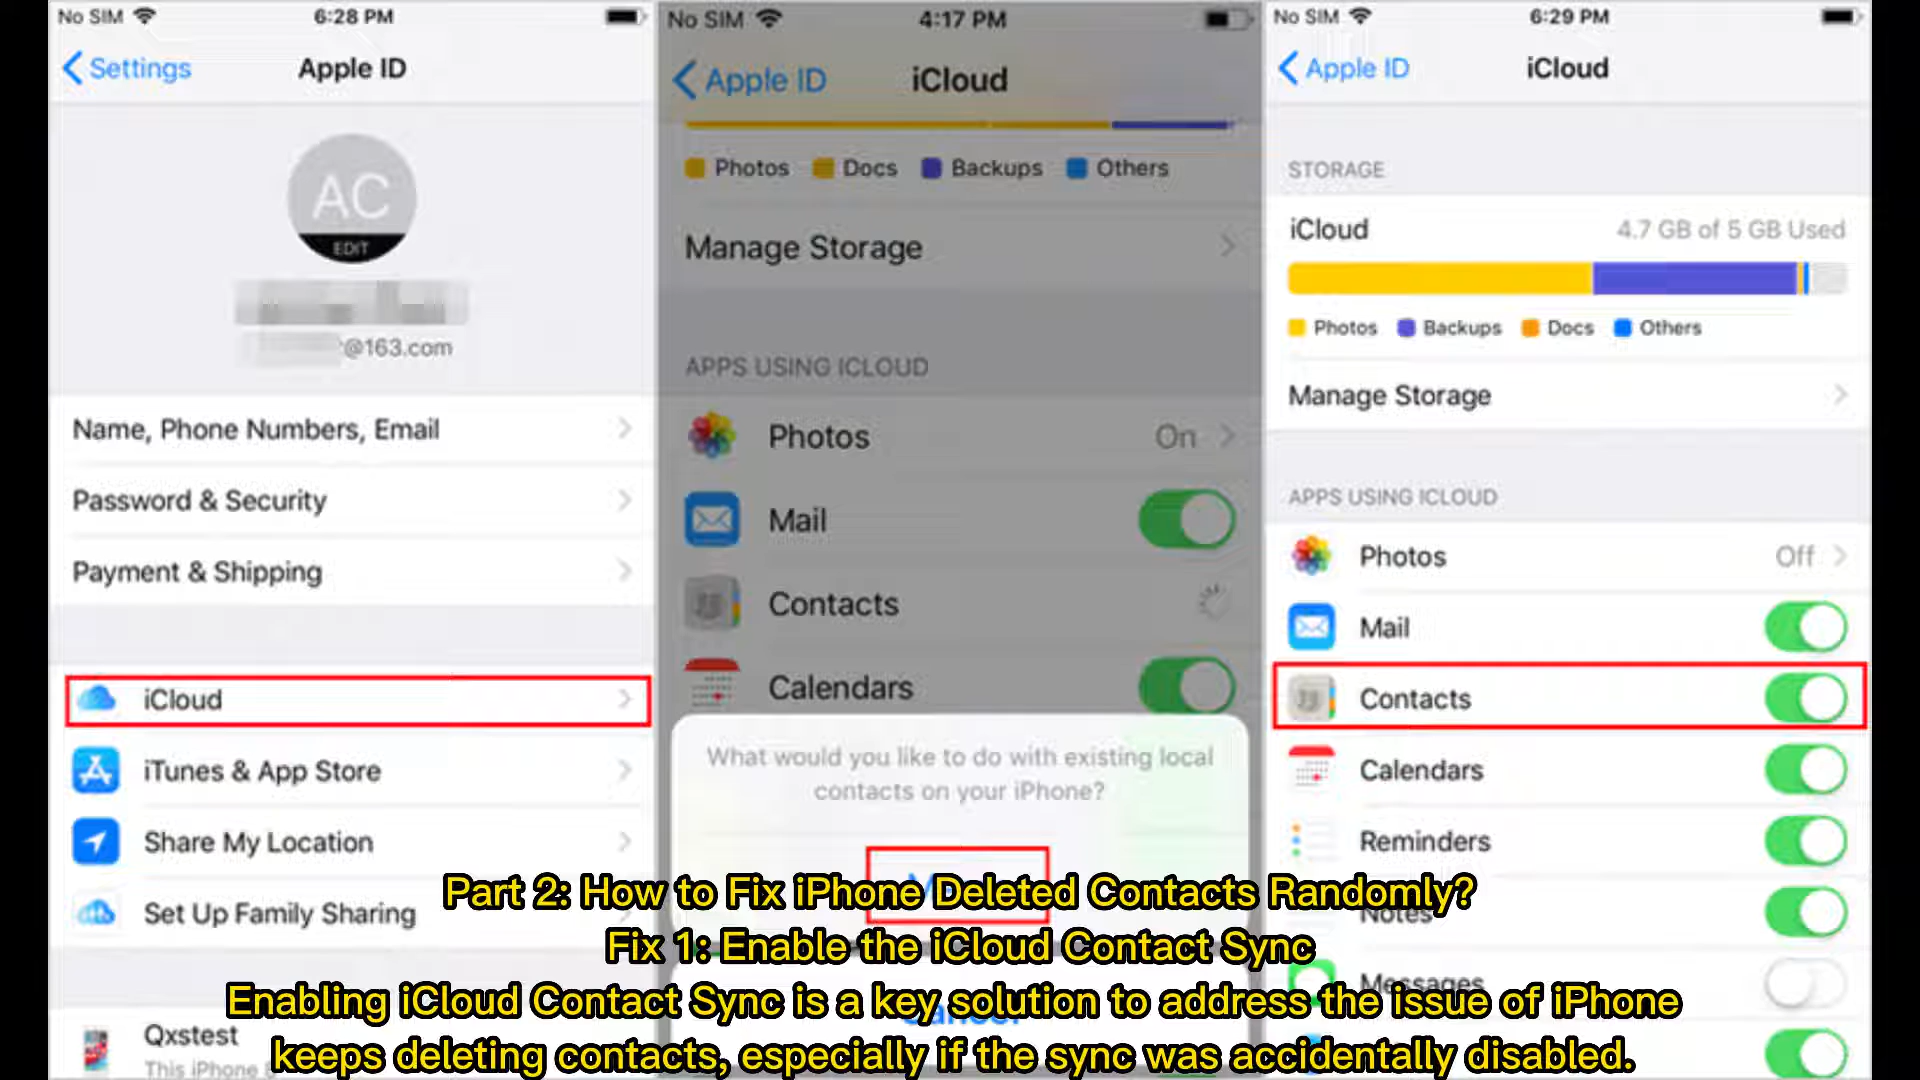 No SIM 6:28 PM
Settings Apple ID
AC
EDIT
@163.com
Name, Phone Numbers, Email
Password & Security
Payment & Shipping
iCloud
iTunes & App Store
Share My Location
Set Up Family Sharing
Qxstest
This iPhone
No SIM 4:17 PM
Apple ID iCloud
Photos Docs Backups Others
Manage Storage
APPS USING ICLOUD
Photos On
Mail
Contacts
Calendars
What would you like to do with existing local
contacts on your iPhone?
Cancel
No SIM 6:29 PM
Apple ID iCloud
STORAGE
iCloud 4.7 GB of 5 GB Used
Photos Backups Docs Others
Manage Storage
APPS USING ICLOUD
Photos Off
Mail
Contacts
Calendars
Reminders
Notes
Messages
Part 2: How to Fix iPhone Deleted Contacts Randomly?
Fix 1: Enable the iCloud Contact Sync
Enabling iCloud Contact Sync is a key solution to address the issue of iPhone
keeps deleting contacts, especially if the sync was accidentally disabled.